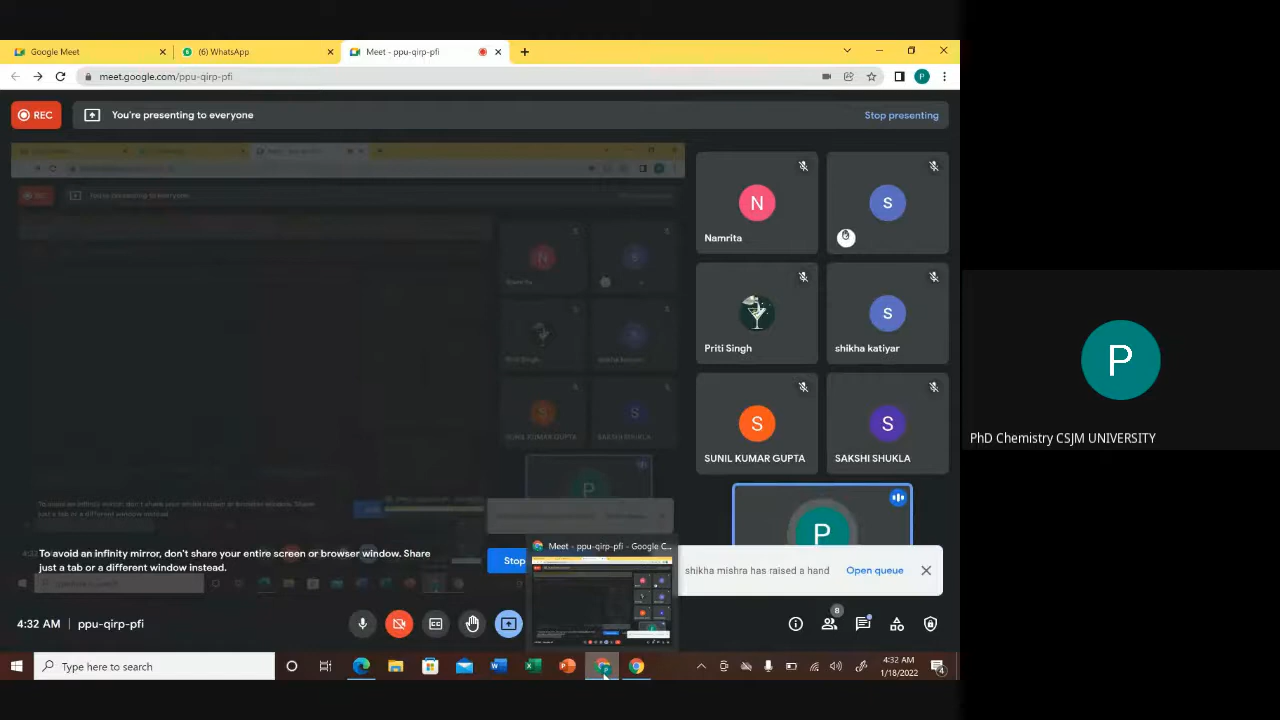 Google Meet
(6) WhatsApp
Meet - ppu-qirp-pfi
meet.google.com/ppu-qirp-pfi
P
REC
You're presenting to everyone
Stop presenting
N
Namrita
S
Priti Singh
S
shikha katiyar
S
SUNIL KUMAR GUPTA
S
SAKSHI SHUKLA
P
P
PhD Chemistry CSJM UNIVERSITY
To avoid an infinity mirror, don't share your entire screen or browser window. Share
just a tab or a different window instead.
Stop
Meet - ppu-qirp-pfi - Google C...
shikha mishra has raised a hand
Open queue
4:32 AM
ppu-qirp-pfi
8
Type here to search
4:32 AM
1/18/2022
4